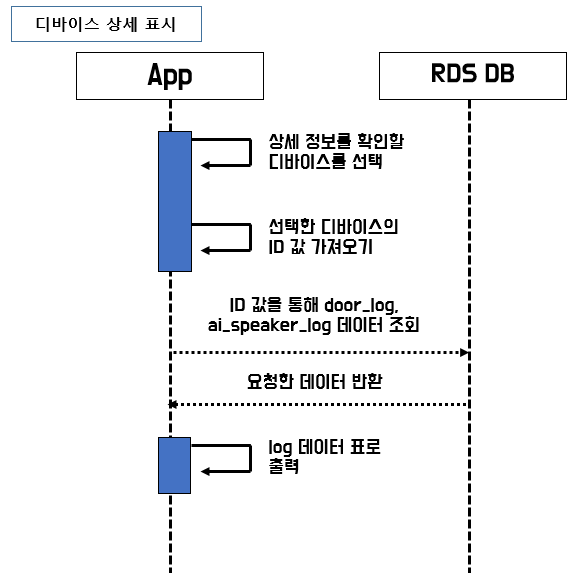 디바이스 상세 표시
App
RDS DB
상세 정보를 확인할
디바이스를 선택
선택한 디바이스의
ID 값 가져오기
ID 값을 통해 door_log,
ai_speaker_log 데이터 조회
요청한 데이터 반환
log 데이터 표로
출력